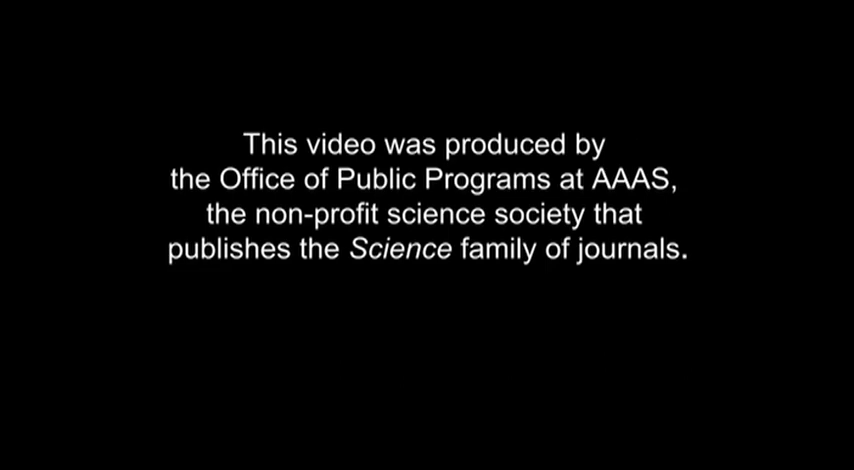 This video was produced by
the Office of Public Programs at AAAS,
the non-profit science society that
publishes the Science family of journals.